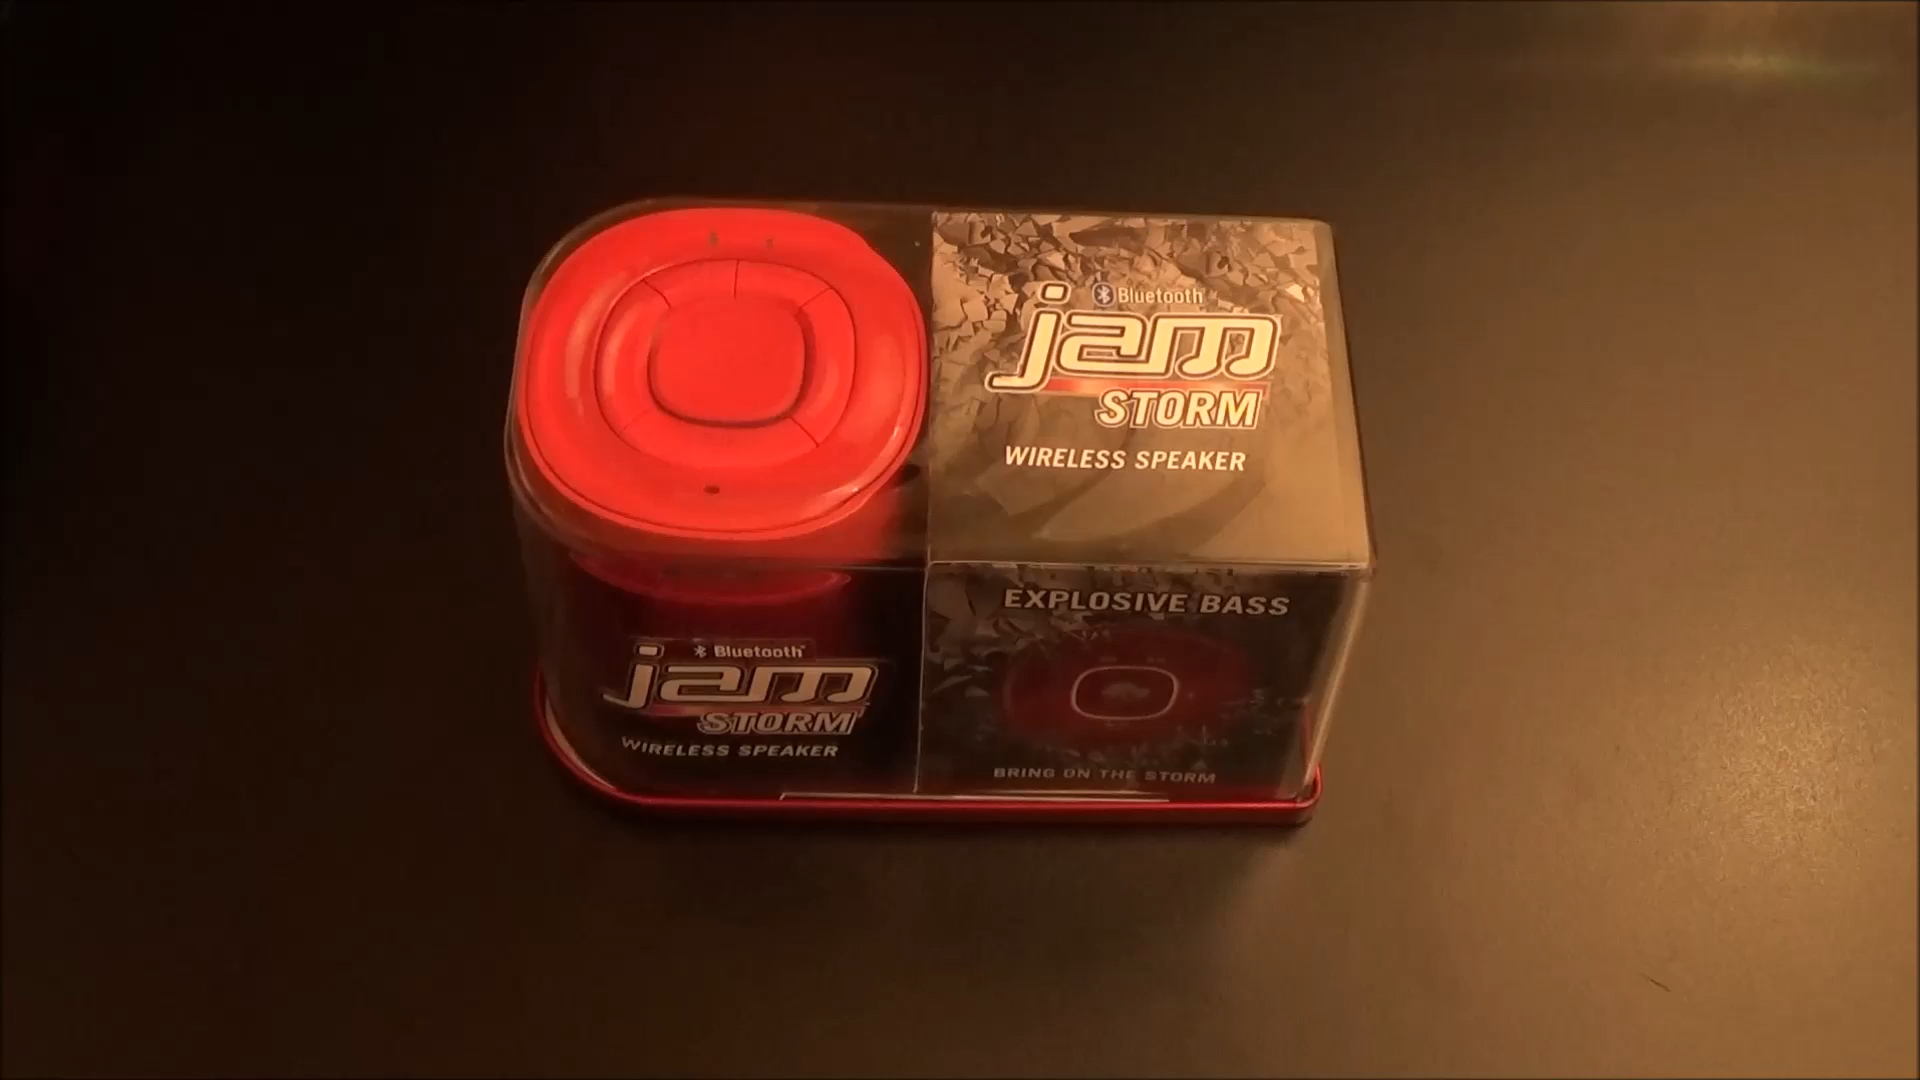 Bluetooth
jam
STORM
WIRELESS SPEAKER
EXPLOSIVE BASS
Bluetooth
jam
STORM
WIRELESS SPEAKER
BRING ON THE STORM